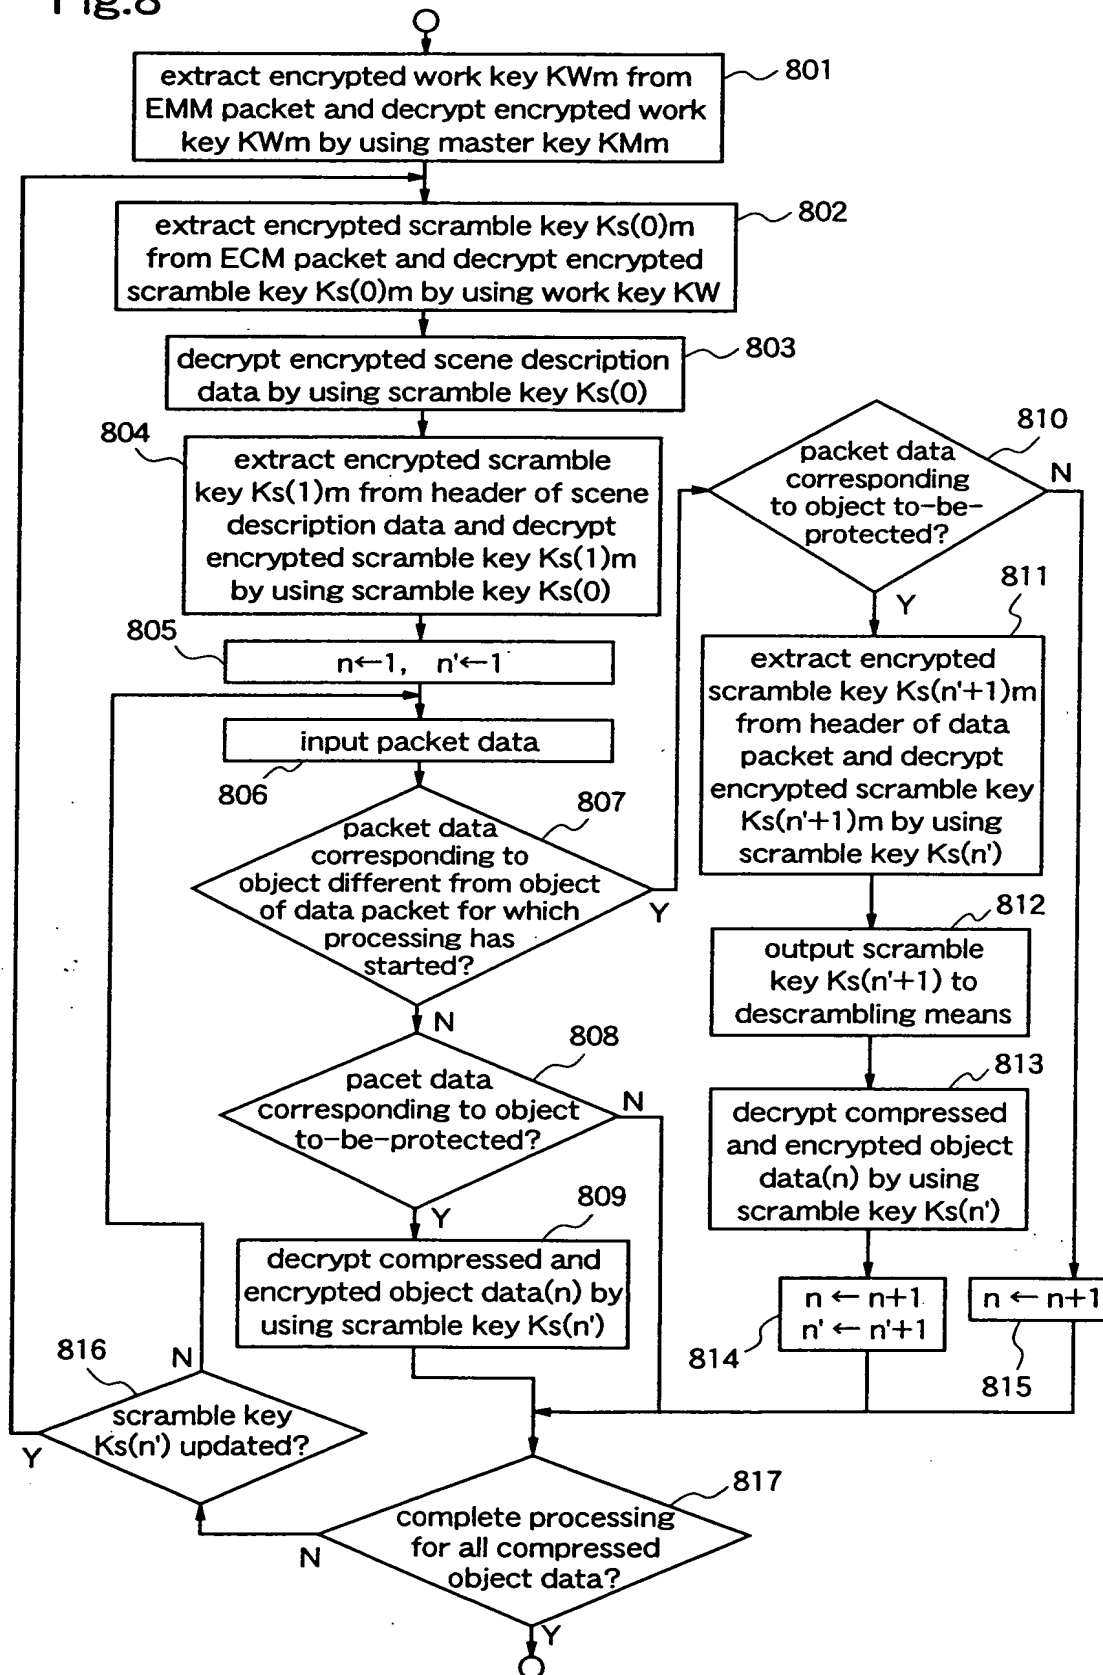 Fig.8
extract encrypted work key KWm from
EMM packet and decrypt encrypted work
key KWm by using master key KMm
801
extract encrypted scramble key Ks(0)m
from ECM packet and decrypt encrypted
scramble key Ks(0)m by using work key KW
802
decrypt encrypted scene description
data by using scramble key Ks(0)
803
804
extract encrypted scramble
key Ks(1)m from header of scene
description data and decrypt
encrypted scramble key Ks(1)m
by using scramble key Ks(0)
805
n←1, n'←1
input packet data
806
807
packet data
corresponding to
object different from object
of data packet for which
processing has
started?
Y
N
808
pacet data
corresponding to object
to-be-protected?
N
Y
809
decrypt compressed and
encrypted object data(n) by
using scramble key Ks(n')
810
packet data
corresponding
to object to-be-
protected?
N
Y
811
extract encrypted
scramble key Ks(n'+1)m
from header of data
packet and decrypt
encrypted scramble key
Ks(n'+1)m by using
scramble key Ks(n')
812
output scramble
key Ks(n'+1) to
descrambling means
813
decrypt compressed
and encrypted object
data(n) by using
scramble key Ks(n')
n ← n+1
n' ← n'+1
814
n ← n+1
815
816
N
scramble key
Ks(n') updated?
Y
817
complete processing
for all compressed
object data?
N
Y